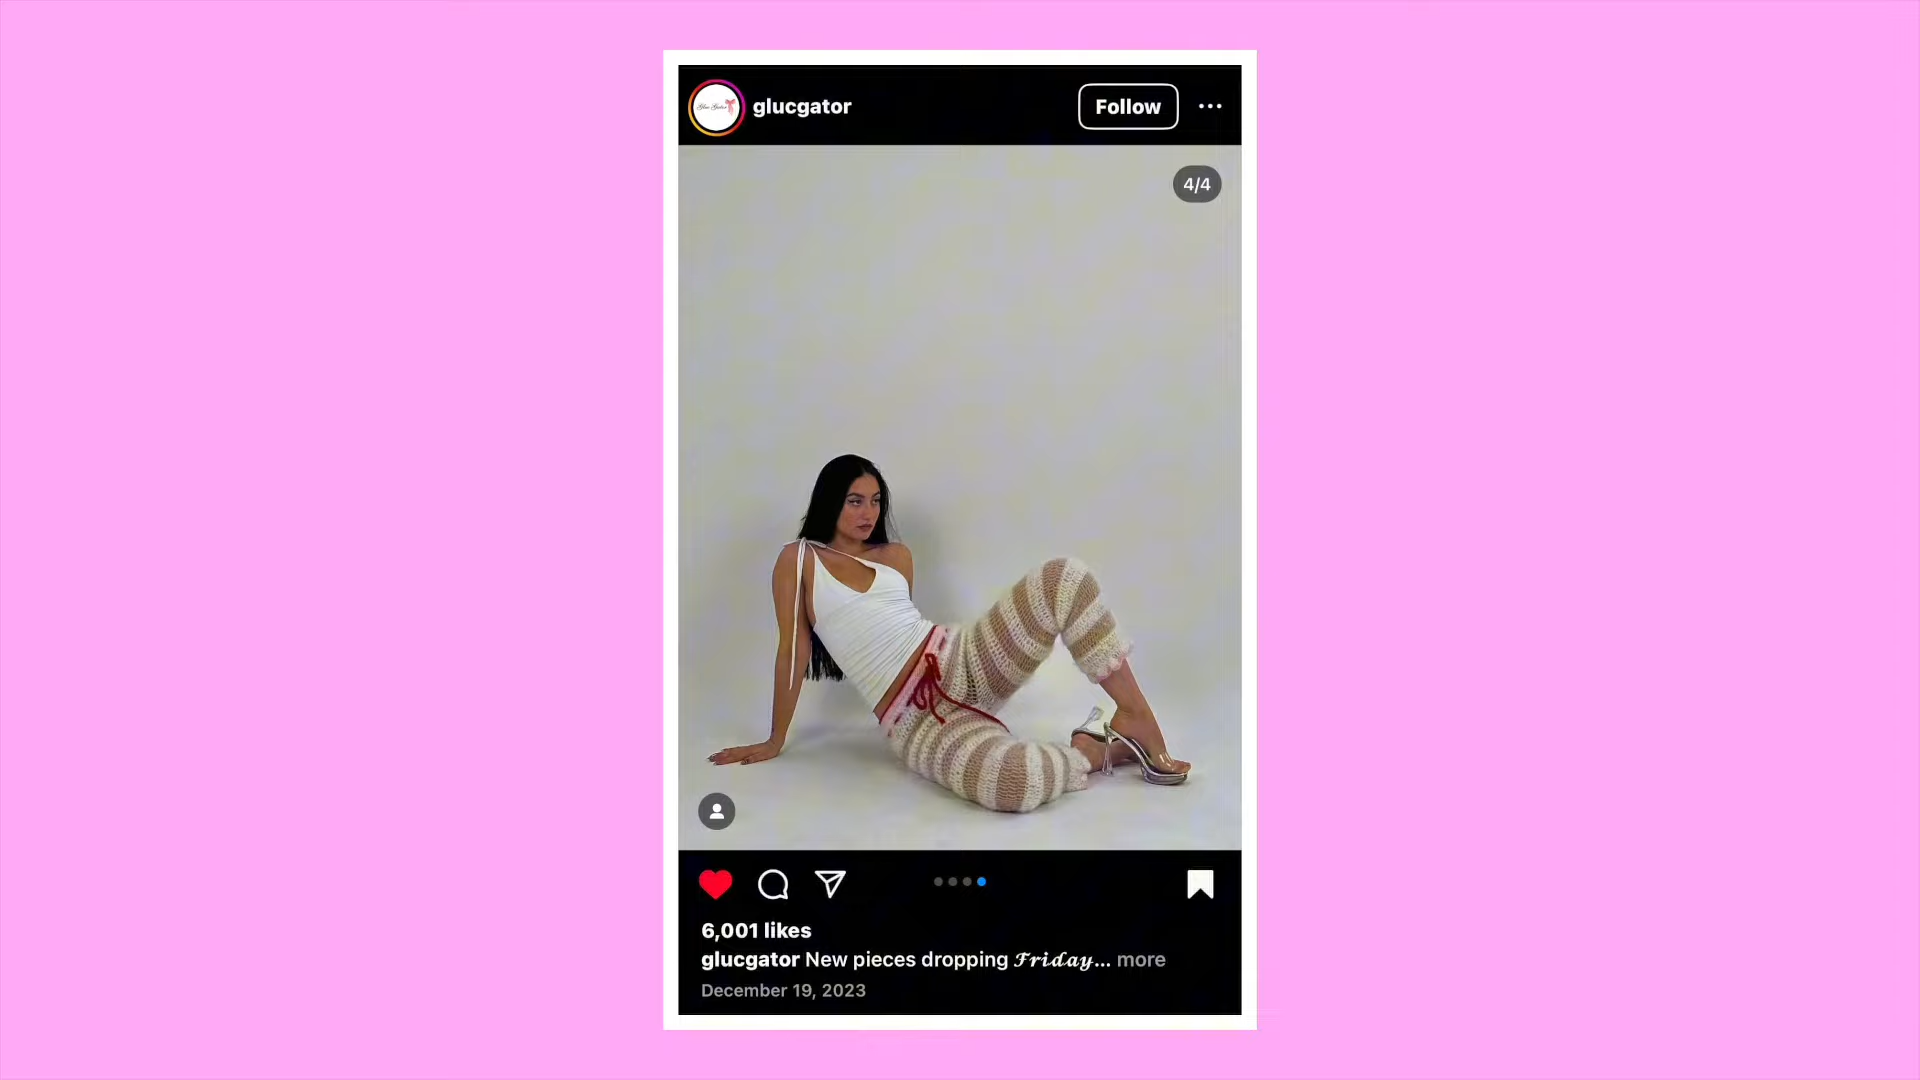 glucgator
Follow
4/4
6,001 likes
glucgator New pieces dropping 𝓕𝓻𝓲𝓭𝓪𝔂... more
December 19, 2023